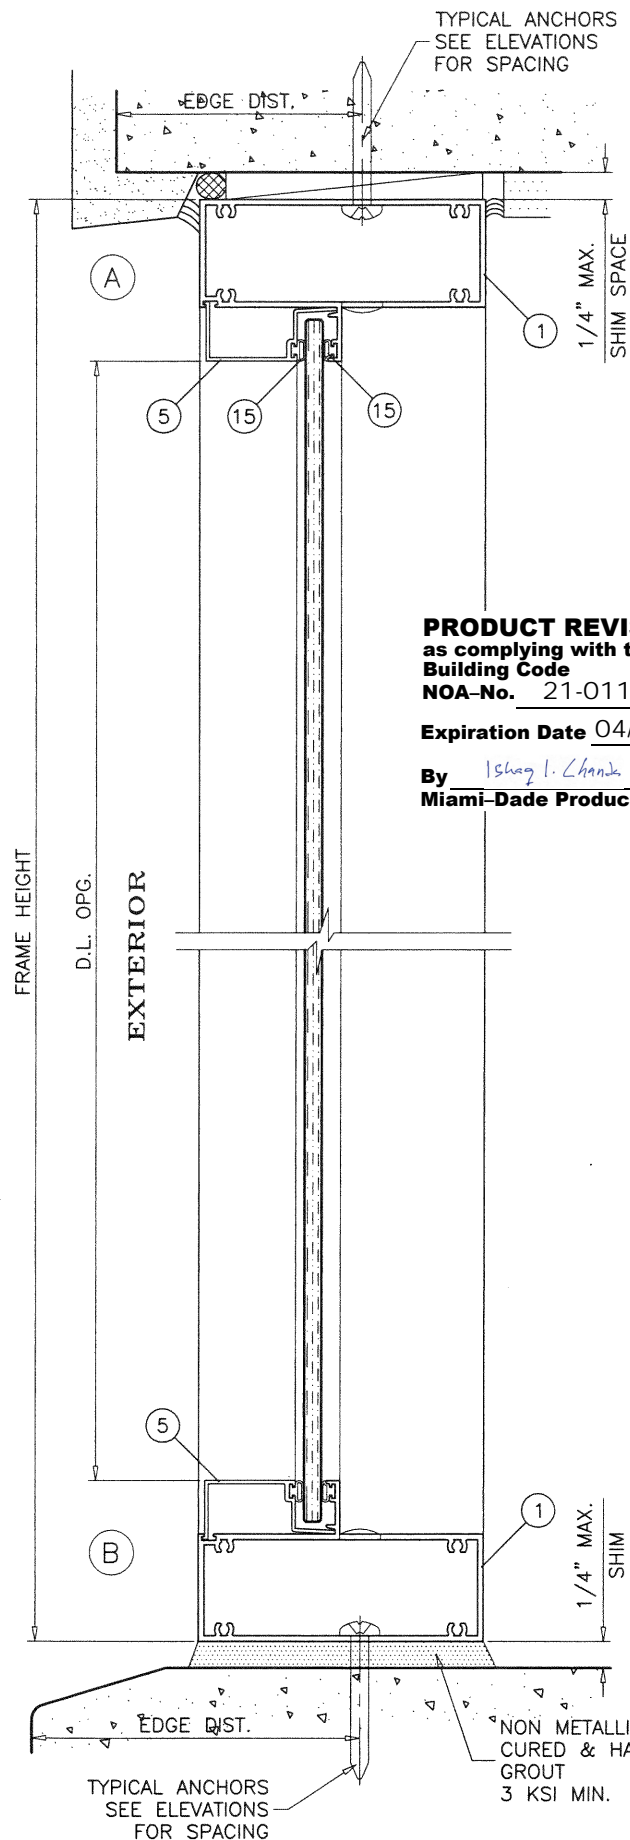 TYPICAL ANCHORS
SEE ELEVATIONS
FOR SPACING
EDGE DIST.
A
1/4" MAX.
SHIM SPACE
1
5
15
15
PRODUCT REVI
as complying with t
Building Code
NOA–No. 21-011
Expiration Date 04/
By Ishaq I. Chanda
Miami–Dade Produc
FRAME HEIGHT
D.L. OPG.
EXTERIOR
5
B
1
1/4" MAX.
SHIM
EDGE DIST.
NON METALLI
CURED & HA
GROUT
3 KSI MIN.
TYPICAL ANCHORS
SEE ELEVATIONS
FOR SPACING